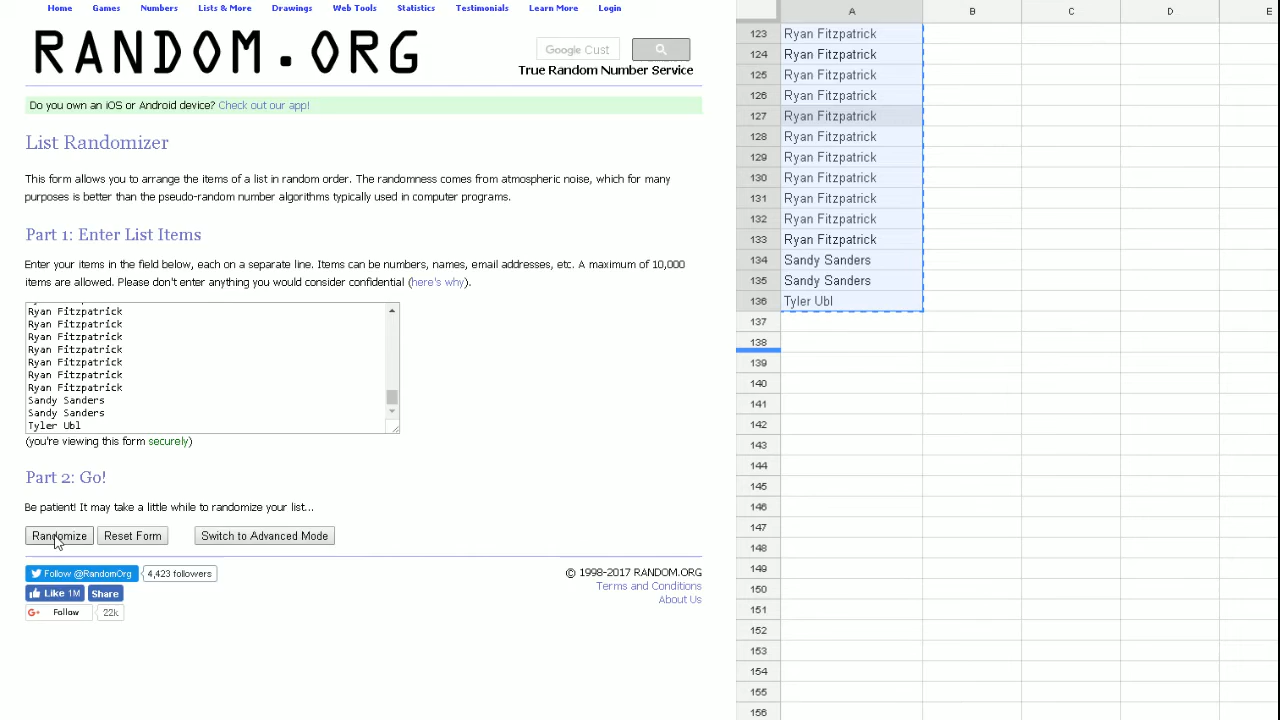 Home Games Numbers Lists & More Drawings Web Tools Statistics Testimonials Learn More Login
RANDOM.ORG
Google Cust
True Random Number Service
Do you own an iOS or Android device? Check out our app!
List Randomizer
This form allows you to arrange the items of a list in random order. The randomness comes from atmospheric noise, which for many
purposes is better than the pseudo-random number algorithms typically used in computer programs.
Part 1: Enter List Items
Enter your items in the field below, each on a separate line. Items can be numbers, names, email addresses, etc. A maximum of 10,000
items are allowed. Please don't enter anything you would consider confidential (here's why).
Ryan Fitzpatrick
Ryan Fitzpatrick
Ryan Fitzpatrick
Ryan Fitzpatrick
Ryan Fitzpatrick
Ryan Fitzpatrick
Ryan Fitzpatrick
Sandy Sanders
Sandy Sanders
Tyler Ubl
(you're viewing this form securely)
Part 2: Go!
Be patient! It may take a little while to randomize your list...
Randomize Reset Form Switch to Advanced Mode
Follow @RandomOrg 4,423 followers
Like 1M Share
G+ Follow 22k
© 1998-2017 RANDOM.ORG
Terms and Conditions
About Us
A B C D E
123 Ryan Fitzpatrick
124 Ryan Fitzpatrick
125 Ryan Fitzpatrick
126 Ryan Fitzpatrick
127 Ryan Fitzpatrick
128 Ryan Fitzpatrick
129 Ryan Fitzpatrick
130 Ryan Fitzpatrick
131 Ryan Fitzpatrick
132 Ryan Fitzpatrick
133 Ryan Fitzpatrick
134 Sandy Sanders
135 Sandy Sanders
136 Tyler Ubl
137
138
139
140
141
142
143
144
145
146
147
148
149
150
151
152
153
154
155
156